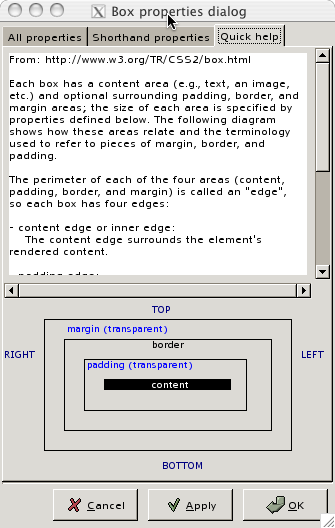 Box properties dialog
All properties
Shorthand properties
Quick help
From: http://www.w3.org/TR/CSS2/box.html
Each box has a content area (e.g., text, an image,
etc.) and optional surrounding padding, border, and
margin areas; the size of each area is specified by
properties defined below. The following diagram
shows how these areas relate and the terminology
used to refer to pieces of margin, border, and
padding.
The perimeter of each of the four areas (content,
padding, border, and margin) is called an "edge",
so each box has four edges:
- content edge or inner edge:
The content edge surrounds the element's
rendered content.
- padding edge:
TOP
margin (transparent)
border
RIGHT
LEFT
padding (transparent)
content
BOTTOM
Cancel
Apply
OK